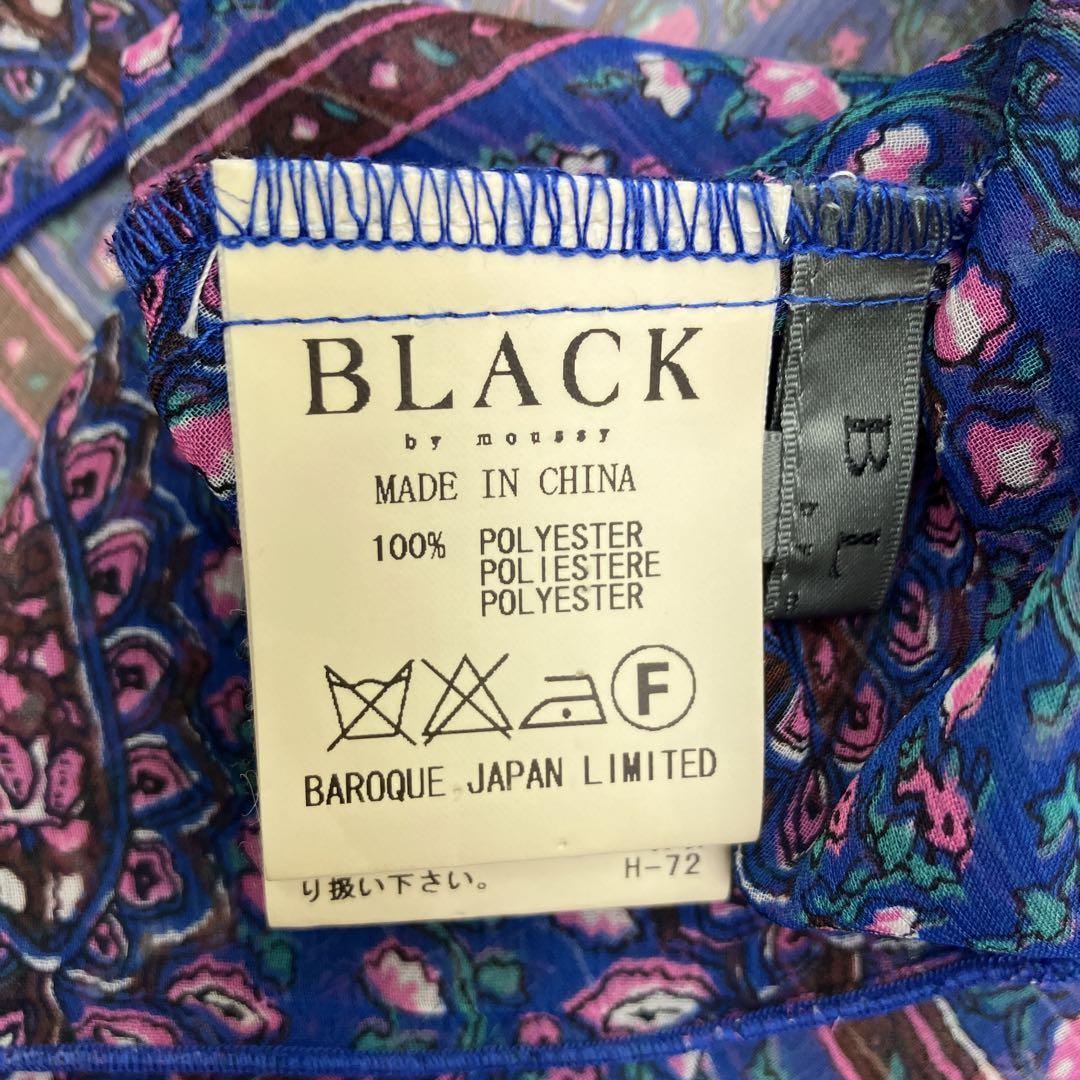 BLACK
by moussy
MADE IN CHINA
100% POLYESTER
POLIESTERE
POLYESTER
F
BAROQUE JAPAN LIMITED
り扱い下さい。 H-72
BL